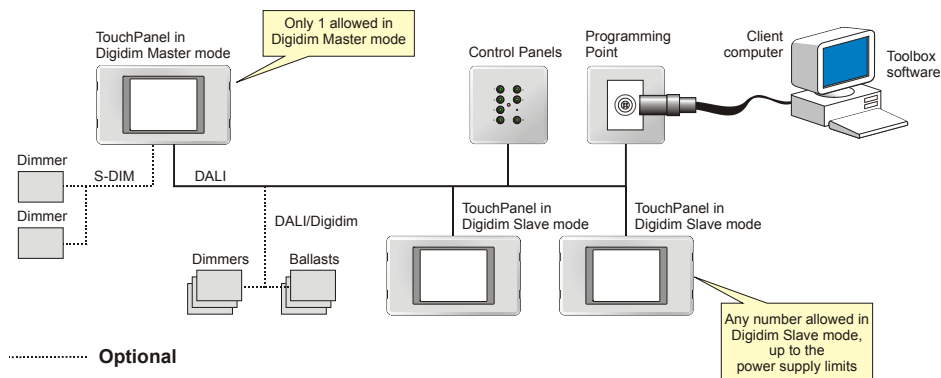 Only 1 allowed in
Digidim Master mode
TouchPanel in
Digidim Master mode
Control Panels
Programming
Point
Client
computer
Toolbox
software
Dimmer
S-DIM
DALI
Dimmer
DALI/Digidim
TouchPanel in
Digidim Slave mode
TouchPanel in
Digidim Slave mode
Dimmers
Ballasts
Any number allowed in
Digidim Slave mode,
up to the
power supply limits
Optional